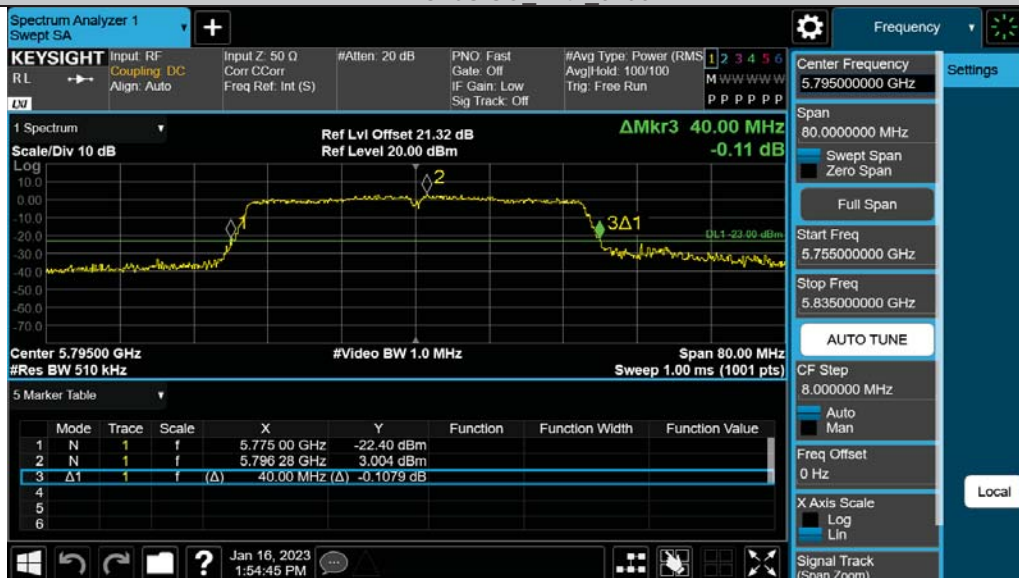 Spectrum Analyzer 1
Swept SA
+
Frequency
KEYSIGHT
RL
LXI
Input: RF
Coupling: DC
Align: Auto
Input Z: 50 Ω
Corr CCorr
Freq Ref: Int (S)
#Atten: 20 dB
PNO: Fast
Gate: Off
IF Gain: Low
Sig Track: Off
#Avg Type: Power (RMS
Avg|Hold: 100/100
Trig: Free Run
1 2 3 4 5 6
M W W W W W
P P P P P P
Center Frequency
5.795000000 GHz
Settings
1 Spectrum
Scale/Div 10 dB
Ref Lvl Offset 21.32 dB
Ref Level 20.00 dBm
ΔMkr3 40.00 MHz
-0.11 dB
Span
80.0000000 MHz
Swept Span
Zero Span
Full Span
Log
10.0
0.00
-10.0
-20.0
-30.0
-40.0
-50.0
-60.0
-70.0
1
2
3Δ1
DL1 -23.00 dBm
Start Freq
5.755000000 GHz
Stop Freq
5.835000000 GHz
AUTO TUNE
Center 5.79500 GHz
#Video BW 1.0 MHz
Span 80.00 MHz
#Res BW 510 kHz
Sweep 1.00 ms (1001 pts)
CF Step
8.000000 MHz
Auto
Man
5 Marker Table
Mode Trace Scale X Y Function Function Width Function Value
1 N 1 f 5.775 00 GHz -22.40 dBm
2 N 1 f 5.796 28 GHz 3.004 dBm
3 Δ1 1 f (Δ) 40.00 MHz (Δ) -0.1079 dB
4
5
6
Freq Offset
0 Hz
X Axis Scale
Log
Lin
Local
Signal Track
(Span Zoom)
?
Jan 16, 2023
1:54:45 PM